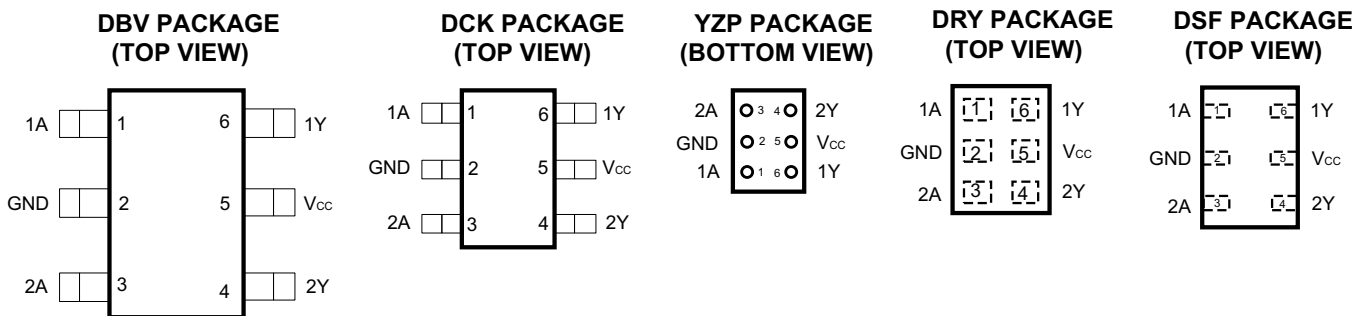 DBV PACKAGE
(TOP VIEW)
1A 1 6 1Y
GND 2 5 VCC
2A 3 4 2Y
DCK PACKAGE
(TOP VIEW)
1A 1 6 1Y
GND 2 5 VCC
2A 3 4 2Y
YZP PACKAGE
(BOTTOM VIEW)
2A 3 4 2Y
GND 2 5 VCC
1A 1 6 1Y
DRY PACKAGE
(TOP VIEW)
1A 1 6 1Y
GND 2 5 VCC
2A 3 4 2Y
DSF PACKAGE
(TOP VIEW)
1A 1 6 1Y
GND 2 5 VCC
2A 3 4 2Y